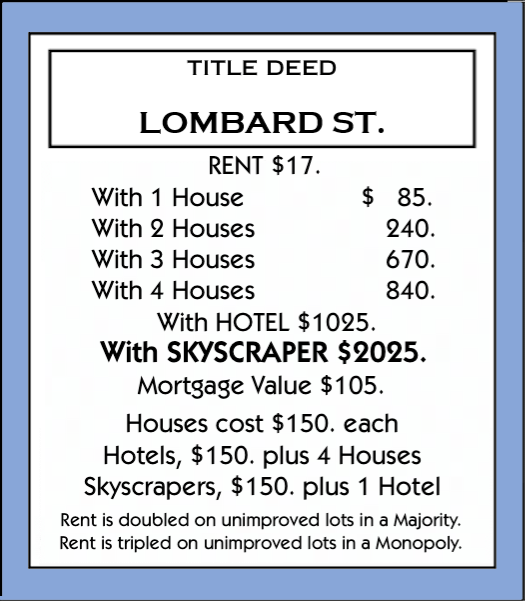 TITLE DEED
LOMBARD ST.
RENT $17.
With 1 House $ 85.
With 2 Houses 240.
With 3 Houses 670.
With 4 Houses 840.
With HOTEL $1025.
With SKYSCRAPER $2025.
Mortgage Value $105.
Houses cost $150. each
Hotels, $150. plus 4 Houses
Skyscrapers, $150. plus 1 Hotel
Rent is doubled on unimproved lots in a Majority.
Rent is tripled on unimproved lots in a Monopoly.